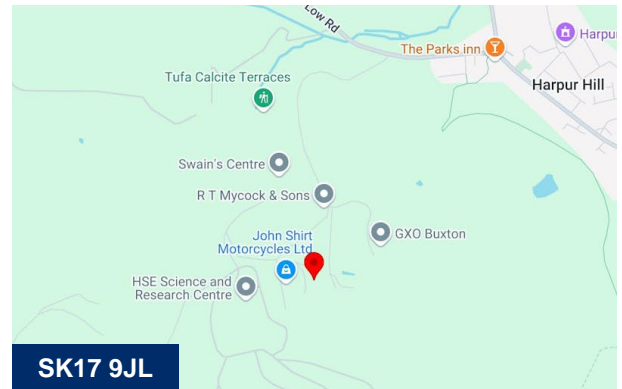 Low Rd
The Parks inn
Harpur
Harpur Hill
Tufa Calcite Terraces
Swain's Centre
R T Mycock & Sons
GXO Buxton
John Shirt
Motorcycles Ltd
HSE Science and
Research Centre
SK17 9JL